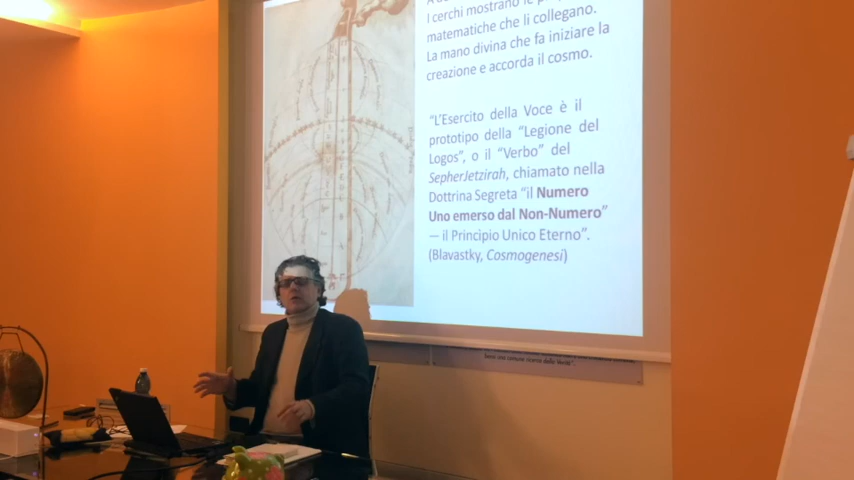 I cerchi mostrano le
matematiche che li collegano.
La mano divina che fa iniziare la
creazione e accorda il cosmo.
“L’Esercito della Voce è il
prototipo della “Legione del
Logos”, o il “Verbo” del
SepherJetzirah, chiamato nella
Dottrina Segreta “il Numero
Uno emerso dal Non-Numero”
— il Principio Unico Eterno”.
(Blavastky, Cosmogenesi)